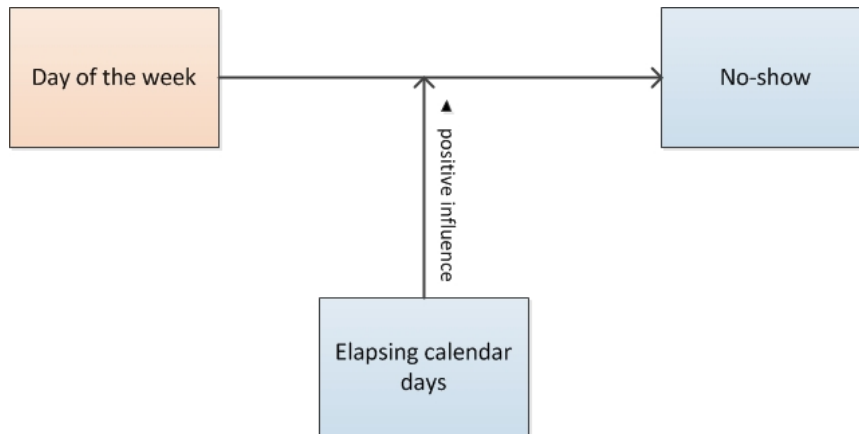 Day of the week
No-show
▲ positive influence
Elapsing calendar
days